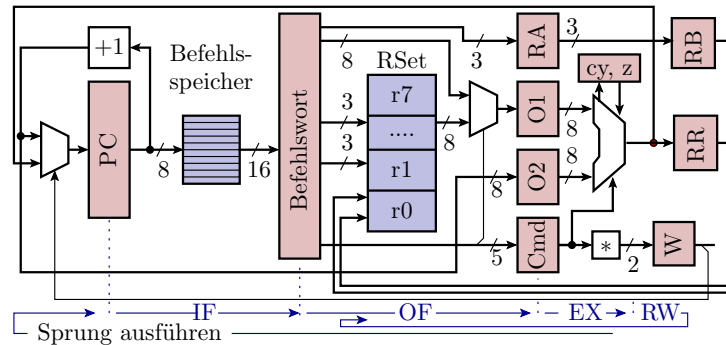 +1
Befehls-
speicher
PC
8
16
Befehlswort
8
3
3
RSet
r7
....
r1
r0
8
3
RA
3
RB
cy, z
O1
8
8
O2
8
RR
Cmd
5
*
2
W
IF
OF
EX
RW
Sprung ausführen